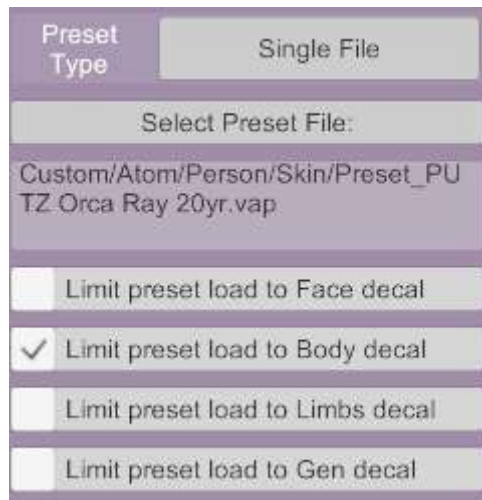 Preset
Type
Single File
Select Preset File:
Custom/Atom/Person/Skin/Preset_PU
TZ Orca Ray 20yr.vap
Limit preset load to Face decal
Limit preset load to Body decal
Limit preset load to Limbs decal
Limit preset load to Gen decal